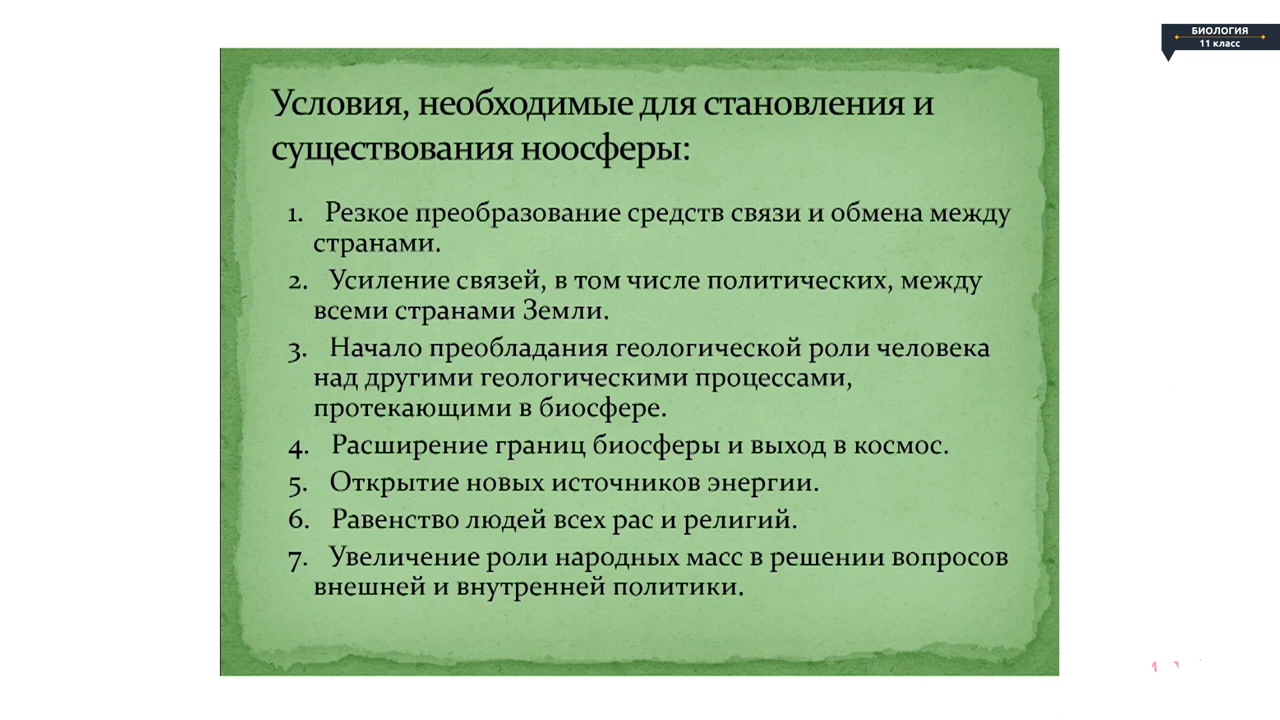 БИОЛОГИЯ
11 класс
Условия, необходимые для становления и
существования ноосферы:
1. Резкое преобразование средств связи и обмена между
странами.
2. Усиление связей, в том числе политических, между
всеми странами Земли.
3. Начало преобладания геологической роли человека
над другими геологическими процессами,
протекающими в биосфере.
4. Расширение границ биосферы и выход в космос.
5. Открытие новых источников энергии.
6. Равенство людей всех рас и религий.
7. Увеличение роли народных масс в решении вопросов
внешней и внутренней политики.